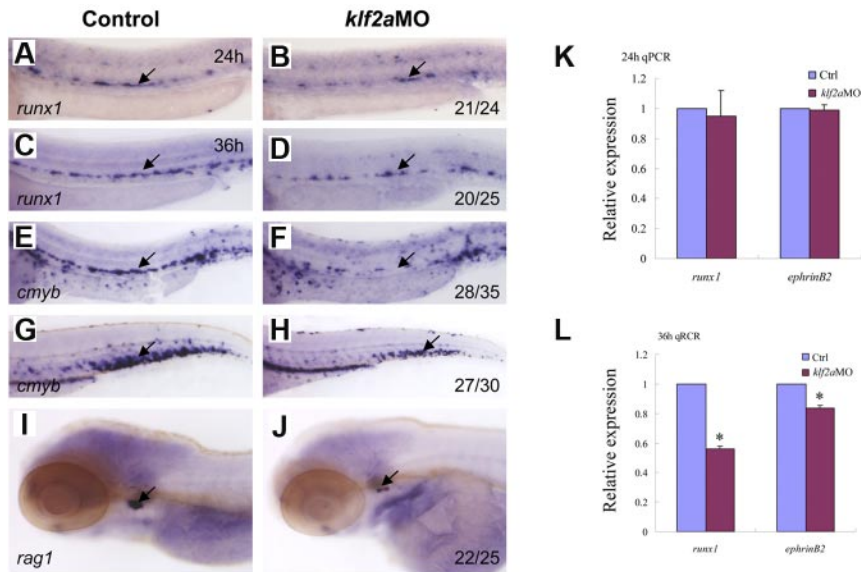 Control klf2aMO
A 24h runx1
B 21/24
C 36h runx1
D 20/25
E cmyb
F 28/35
G cmyb
H 27/30
I rag1
J 22/25
K 24h qPCR
Ctrl
klf2aMO
Relative expression
1.2
1
0.8
0.6
0.4
0.2
0
runx1 ephrinB2
L 36h qRCR
Ctrl
klf2aMO
Relative expression
1.2
1
0.8
0.6
0.4
0.2
0
* *
runx1 ephrinB2